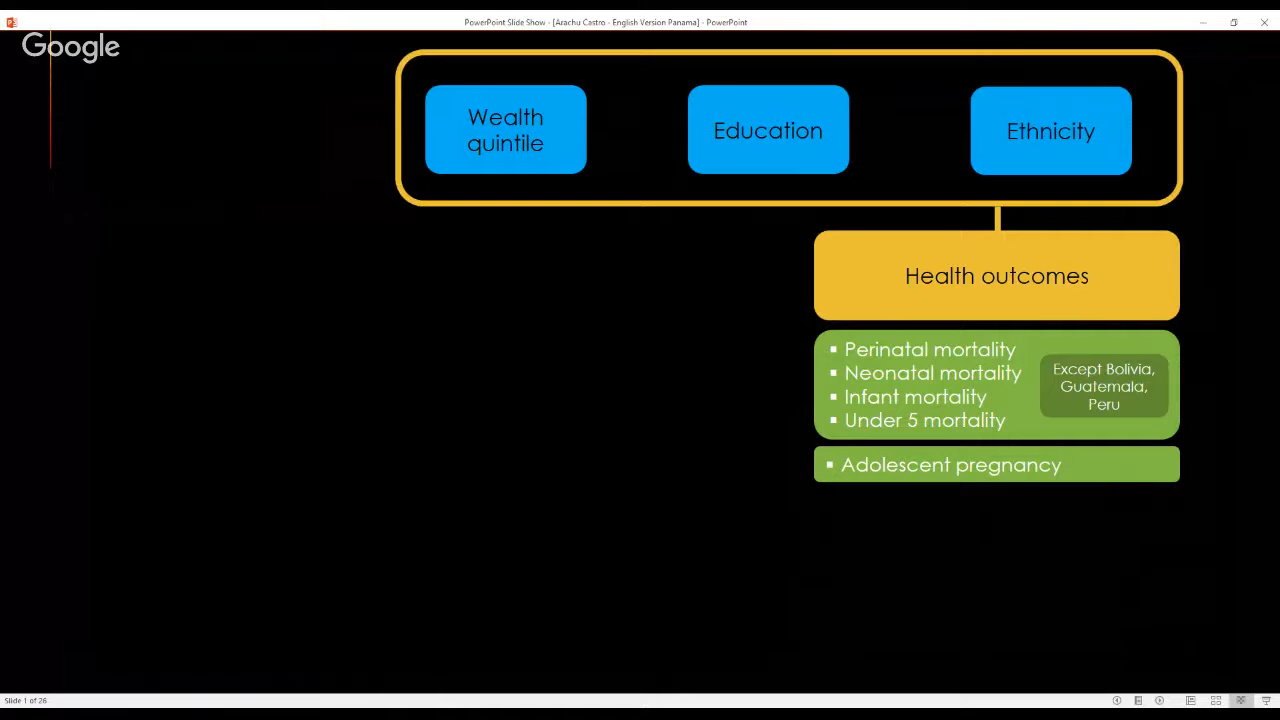 PowerPoint Slide Show - [Arachu Castro - English Version Panama] - PowerPoint
Google
Wealth
quintile
Education
Ethnicity
Health outcomes
▪ Perinatal mortality
▪ Neonatal mortality
▪ Infant mortality
▪ Under 5 mortality
Except Bolivia,
Guatemala,
Peru
▪ Adolescent pregnancy
Slide 1 of 26